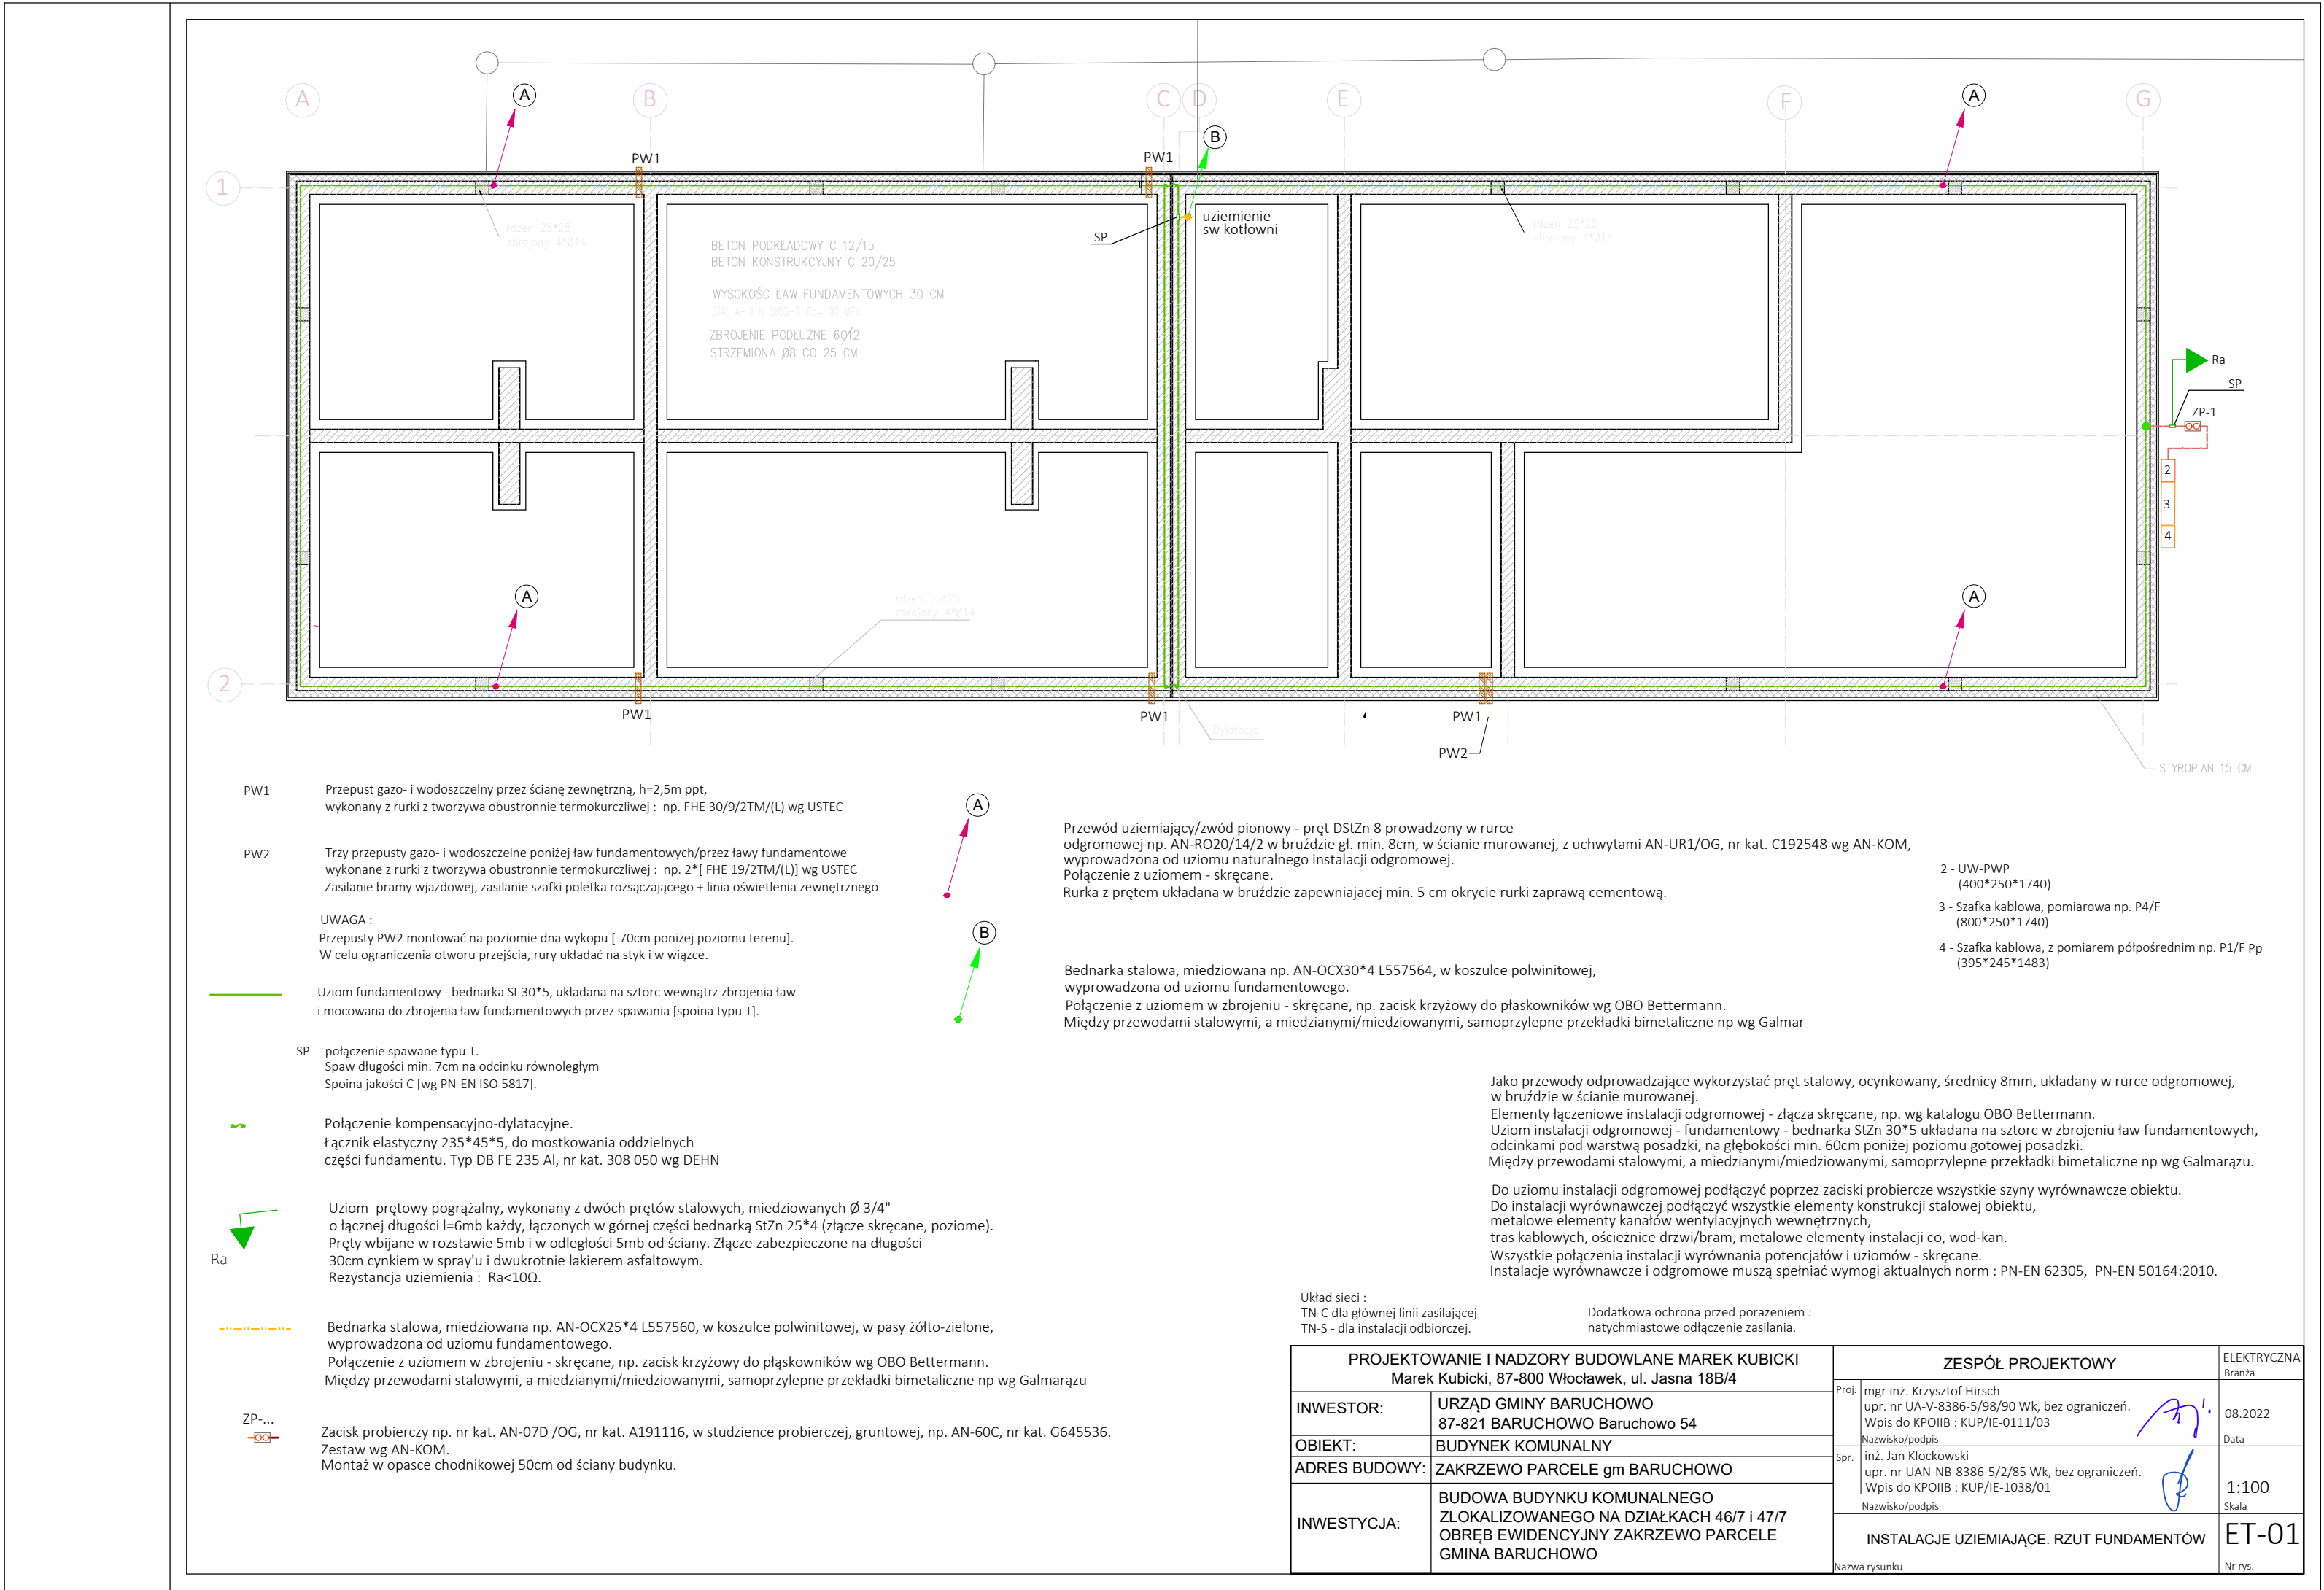 A
B
C
D
E
F
G
A
A
B
1
2
PW1
PW1
uziemienie
sw kotłowni
SP
rdzeń 25*25
zbrojony 4*Ø14
rdzeń 25*25
zbrojony 4*Ø14
BETON PODKŁADOWY C 12/15
BETON KONSTRUKCYJNY C 20/25
WYSOKOŚC ŁAW FUNDAMENTOWYCH 30 CM
ZBROJENIE PODŁUŻNE 6Ø12
STRZEMIONA Ø8 CO 25 CM
Ra
SP
ZP-1
2
3
4
A
A
rdzeń 25*25
zbrojony 4*Ø14
PW1
PW1
PW1
PW2
Dylatacja
STYROPIAN 15 CM
PW1
Przepust gazo- i wodoszczelny przez ścianę zewnętrzną, h=2,5m ppt,
wykonany z rurki z tworzywa obustronnie termokurczliwej : np. FHE 30/9/2TM/(L) wg USTEC
PW2
Trzy przepusty gazo- i wodoszczelne poniżej ław fundamentowych/przez ławy fundamentowe
wykonane z rurki z tworzywa obustronnie termokurczliwej : np. 2*[ FHE 19/2TM/(L)] wg USTEC
Zasilanie bramy wjazdowej, zasilanie szafki poletka rozsączającego + linia oświetlenia zewnętrznego
UWAGA :
Przepusty PW2 montować na poziomie dna wykopu [-70cm poniżej poziomu terenu].
W celu ograniczenia otworu przejścia, rury układać na styk i w wiązce.
Uziom fundamentowy - bednarka St 30*5, układana na sztorc wewnątrz zbrojenia ław
i mocowana do zbrojenia ław fundamentowych przez spawania [spoina typu T].
SP
połączenie spawane typu T.
Spaw długości min. 7cm na odcinku równoległym
Spoina jakości C [wg PN-EN ISO 5817].
Połączenie kompensacyjno-dylatacyjne.
Łącznik elastyczny 235*45*5, do mostkowania oddzielnych
części fundamentu. Typ DB FE 235 Al, nr kat. 308 050 wg DEHN
Ra
Uziom prętowy pogrążalny, wykonany z dwóch prętów stalowych, miedziowanych Ø 3/4"
o łącznej długości l=6mb każdy, łączonych w górnej części bednarką StZn 25*4 (złącze skręcane, poziome).
Pręty wbijane w rozstawie 5mb i w odległości 5mb od ściany. Złącze zabezpieczone na długości
30cm cynkiem w spray'u i dwukrotnie lakierem asfaltowym.
Rezystancja uziemienia : Ra<10Ω.
Bednarka stalowa, miedziowana np. AN-OCX25*4 L557560, w koszulce polwinitowej, w pasy żółto-zielone,
wyprowadzona od uziomu fundamentowego.
Połączenie z uziomem w zbrojeniu - skręcane, np. zacisk krzyżowy do płąskowników wg OBO Bettermann.
Między przewodami stalowymi, a miedzianymi/miedziowanymi, samoprzylepne przekładki bimetaliczne np wg Galmarązu
ZP-...
Zacisk probierczy np. nr kat. AN-07D /OG, nr kat. A191116, w studzience probierczej, gruntowej, np. AN-60C, nr kat. G645536.
Zestaw wg AN-KOM.
Montaż w opasce chodnikowej 50cm od ściany budynku.
A
Przewód uziemiający/zwód pionowy - pręt DStZn 8 prowadzony w rurce
odgromowej np. AN-RO20/14/2 w bruździe gł. min. 8cm, w ścianie murowanej, z uchwytami AN-UR1/OG, nr kat. C192548 wg AN-KOM,
wyprowadzona od uziomu naturalnego instalacji odgromowej.
Połączenie z uziomem - skręcane.
Rurka z prętem układana w bruździe zapewniajacej min. 5 cm okrycie rurki zaprawą cementową.
B
Bednarka stalowa, miedziowana np. AN-OCX30*4 L557564, w koszulce polwinitowej,
wyprowadzona od uziomu fundamentowego.
Połączenie z uziomem w zbrojeniu - skręcane, np. zacisk krzyżowy do płaskowników wg OBO Bettermann.
Między przewodami stalowymi, a miedzianymi/miedziowanymi, samoprzylepne przekładki bimetaliczne np wg Galmar
2 - UW-PWP
(400*250*1740)
3 - Szafka kablowa, pomiarowa np. P4/F
(800*250*1740)
4 - Szafka kablowa, z pomiarem półpośrednim np. P1/F Pp
(395*245*1483)
Jako przewody odprowadzające wykorzystać pręt stalowy, ocynkowany, średnicy 8mm, układany w rurce odgromowej,
w bruździe w ścianie murowanej.
Elementy łączeniowe instalacji odgromowej - złącza skręcane, np. wg katalogu OBO Bettermann.
Uziom instalacji odgromowej - fundamentowy - bednarka StZn 30*5 układana na sztorc w zbrojeniu ław fundamentowych,
odcinkami pod warstwą posadzki, na głębokości min. 60cm poniżej poziomu gotowej posadzki.
Między przewodami stalowymi, a miedzianymi/miedziowanymi, samoprzylepne przekładki bimetaliczne np wg Galmarązu.
Do uziomu instalacji odgromowej podłączyć poprzez zaciski probiercze wszystkie szyny wyrównawcze obiektu.
Do instalacji wyrównawczej podłączyć wszystkie elementy konstrukcji stalowej obiektu,
metalowe elementy kanałów wentylacyjnych wewnętrznych,
tras kablowych, ościeżnice drzwi/bram, metalowe elementy instalacji co, wod-kan.
Wszystkie połączenia instalacji wyrównania potencjałów i uziomów - skręcane.
Instalacje wyrównawcze i odgromowe muszą spełniać wymogi aktualnych norm : PN-EN 62305, PN-EN 50164:2010.
Układ sieci :
TN-C dla głównej linii zasilającej
TN-S - dla instalacji odbiorczej.
Dodatkowa ochrona przed porażeniem :
natychmiastowe odłączenie zasilania.
PROJEKTOWANIE I NADZORY BUDOWLANE MAREK KUBICKI
Marek Kubicki, 87-800 Włocławek, ul. Jasna 18B/4
INWESTOR:
URZĄD GMINY BARUCHOWO
87-821 BARUCHOWO Baruchowo 54
OBIEKT:
BUDYNEK KOMUNALNY
ADRES BUDOWY:
ZAKRZEWO PARCELE gm BARUCHOWO
INWESTYCJA:
BUDOWA BUDYNKU KOMUNALNEGO
ZLOKALIZOWANEGO NA DZIAŁKACH 46/7 i 47/7
OBRĘB EWIDENCYJNY ZAKRZEWO PARCELE
GMINA BARUCHOWO
ZESPÓŁ PROJEKTOWY
ELEKTRYCZNA
Branża
Proj.
mgr inż. Krzysztof Hirsch
upr. nr UA-V-8386-5/98/90 Wk, bez ograniczeń.
Wpis do KPOIIB : KUP/IE-0111/03
Nazwisko/podpis
08.2022
Data
Spr.
inż. Jan Klockowski
upr. nr UAN-NB-8386-5/2/85 Wk, bez ograniczeń.
Wpis do KPOIIB : KUP/IE-1038/01
Nazwisko/podpis
1:100
Skala
INSTALACJE UZIEMIAJĄCE. RZUT FUNDAMENTÓW
Nazwa rysunku
ET-01
Nr rys.